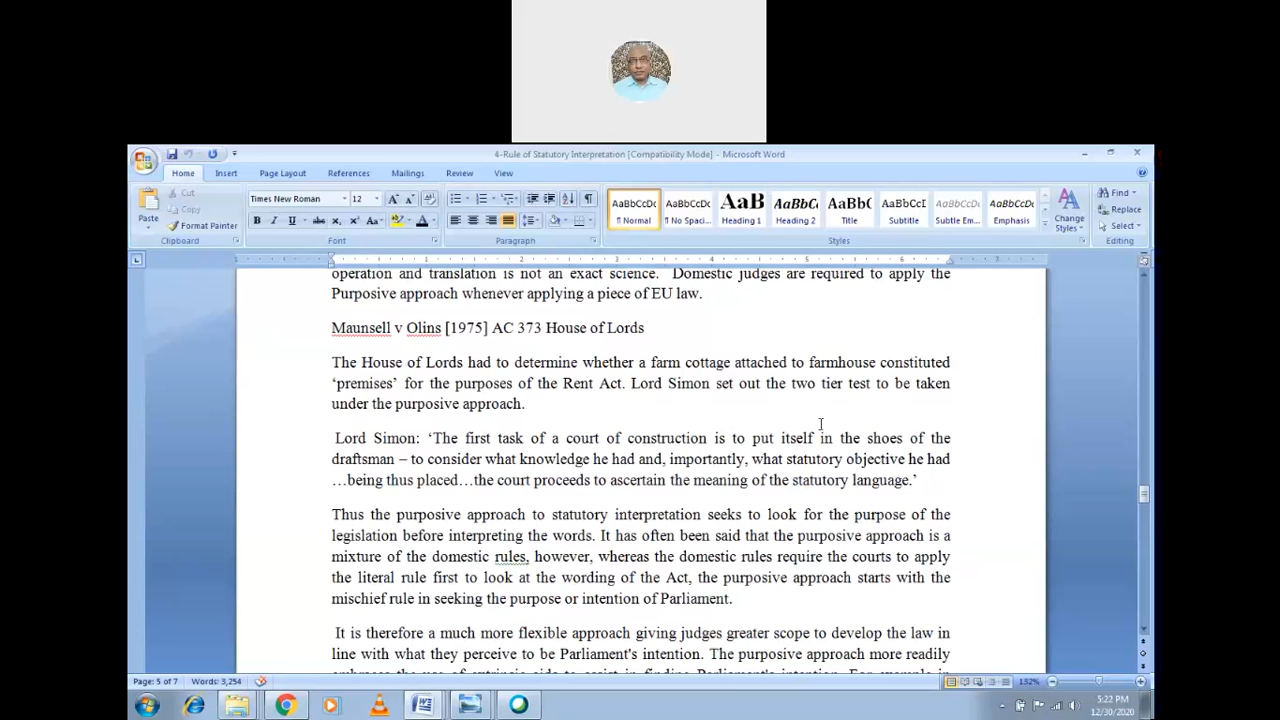 4-Rule of Statutory Interpretation [Compatibility Mode] - Microsoft Word
Home Insert Page Layout References Mailings Review View
Paste
Cut
Copy
Format Painter
Clipboard
Times New Roman 12
Font
Paragraph
AaBbCcDc AaBbCcDc AaB AaBbC AaBb( AaBbCcD AaBbCcD AaBbCcD
¶ Normal ¶ No Spaci... Heading 1 Heading 2 Title Subtitle Subtle Em... Emphasis
Styles
Change Styles
Find
Replace
Select
Editing
operation and translation is not an exact science. Domestic judges are required to apply the
Purposive approach whenever applying a piece of EU law.
Maunsell v Olins [1975] AC 373 House of Lords
The House of Lords had to determine whether a farm cottage attached to farmhouse constituted
‘premises’ for the purposes of the Rent Act. Lord Simon set out the two tier test to be taken
under the purposive approach.
Lord Simon: ‘The first task of a court of construction is to put itself in the shoes of the
draftsman – to consider what knowledge he had and, importantly, what statutory objective he had
…being thus placed…the court proceeds to ascertain the meaning of the statutory language.’
Thus the purposive approach to statutory interpretation seeks to look for the purpose of the
legislation before interpreting the words. It has often been said that the purposive approach is a
mixture of the domestic rules, however, whereas the domestic rules require the courts to apply
the literal rule first to look at the wording of the Act, the purposive approach starts with the
mischief rule in seeking the purpose or intention of Parliament.
It is therefore a much more flexible approach giving judges greater scope to develop the law in
line with what they perceive to be Parliament's intention. The purposive approach more readily
Page: 5 of 7 Words: 3,254 132%
5:22 PM
12/30/2020